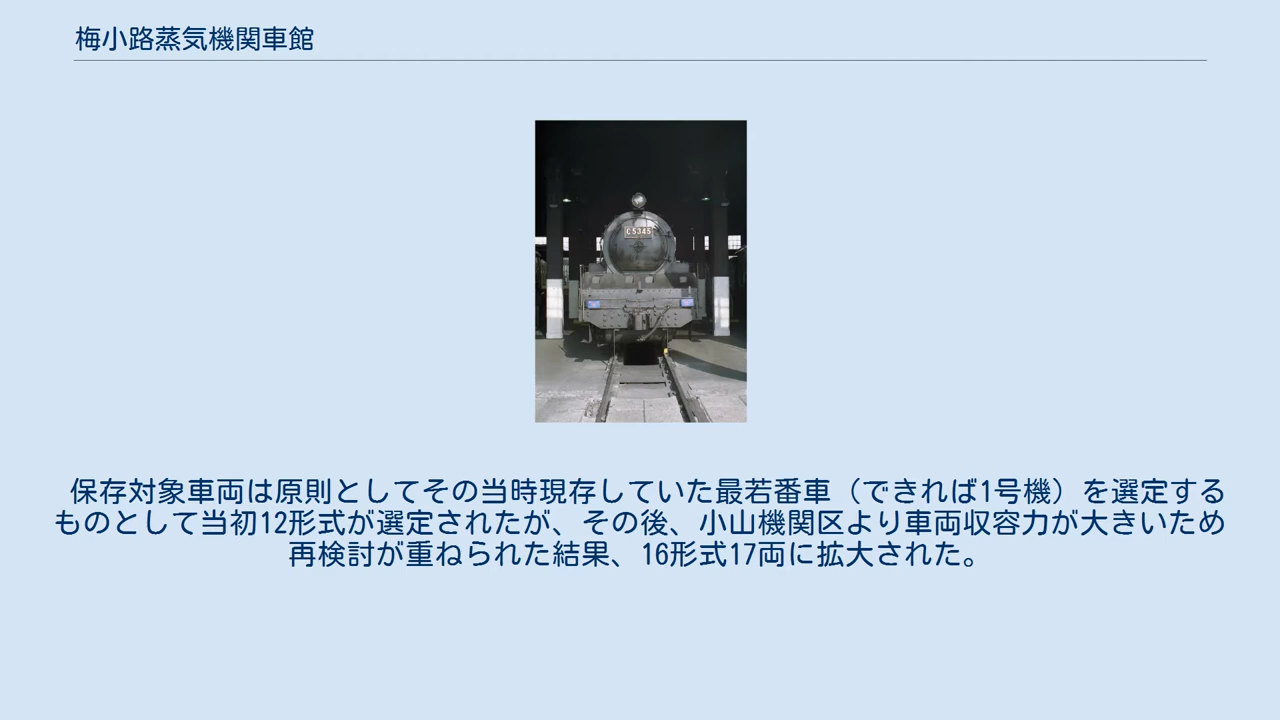 梅小路蒸気機関車館
C5345
保存対象車両は原則としてその当時現存していた最若番車（できれば1号機）を選定する
ものとして当初12形式が選定されたが、その後、小山機関区より車両収容力が大きいため
再検討が重ねられた結果、16形式17両に拡大された。